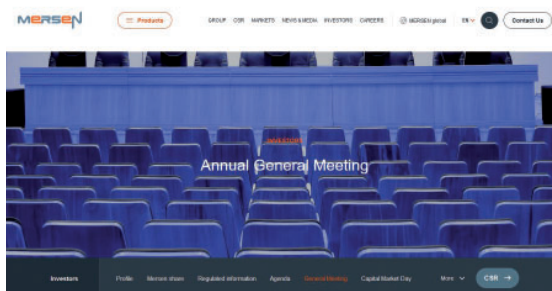 MERSEN
Products
GROUP CSR MARKETS NEWS & MEDIA INVESTORS CAREERS MERSEN global EN Contact Us
INVESTORS
Annual General Meeting
Investors Profile Mersen share Regulated information Agenda General Meeting Capital Market Day More CSR →